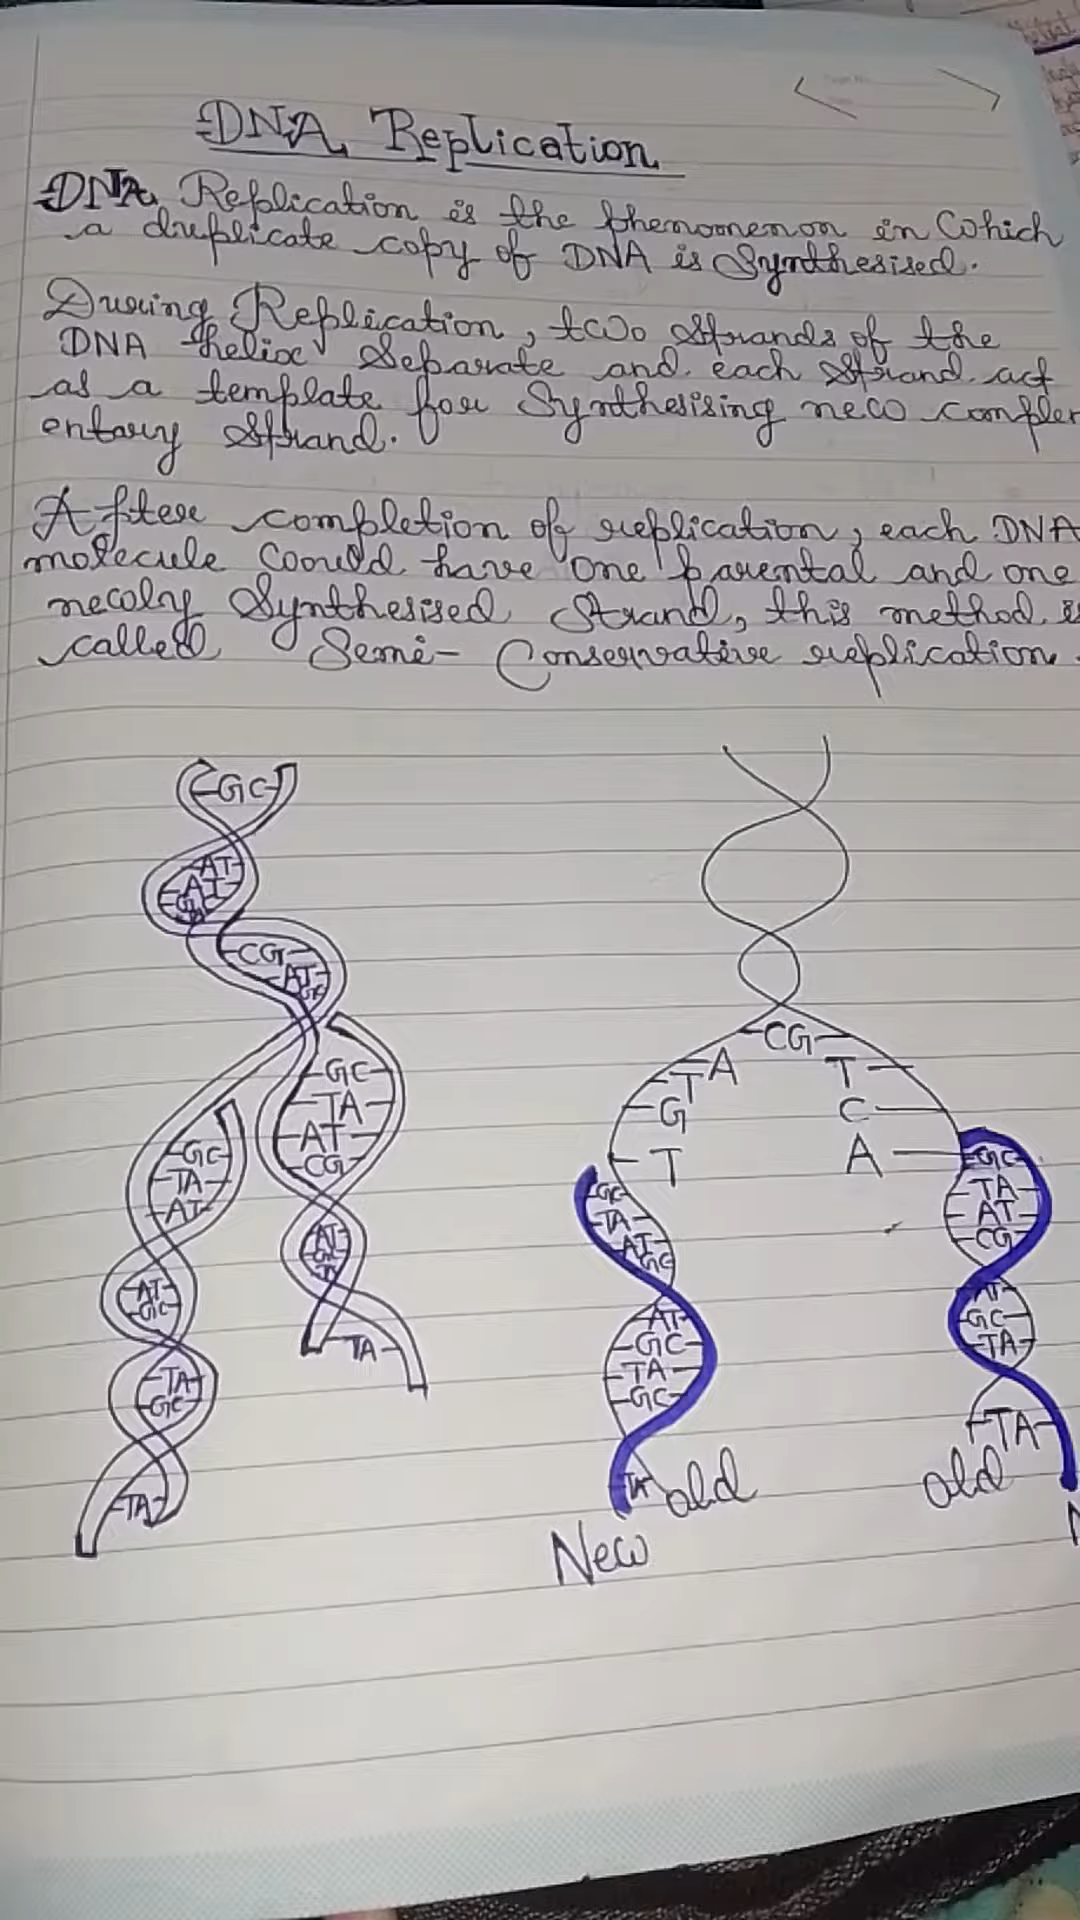 DNA Replication
DNA Replication is the phenomenon in which
a duplicate copy of DNA is Synthesised.
During Replication, two Strands of the
DNA helix Separate and each Strand act
as a template for Synthesising new complem
entary Strand.
After completion of replication, each DNA
molecule would have one parental and one
newly Synthesised Strand, this method is
called Semi-Conservative replication.
GC
AT
AT
CG
AT
GC
GC
TA
AT
CG
AT
GC
TA
GC
TA
AT
AT
GC
TA
GC
TA
CG
A T
T C
G A
T
GC
TA
AT
GC
AT
GC
TA
GC
TA old
New
GC
TA
AT
CG
AT
GC
TA
TA
old
N